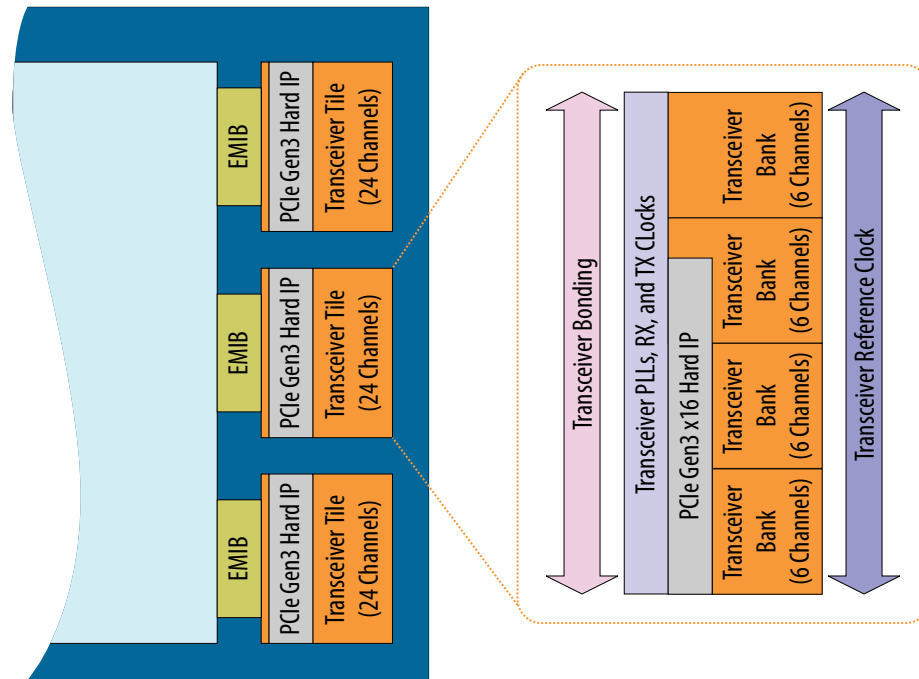 EMIB
PCIe Gen3 Hard IP
Transceiver Tile
(24 Channels)
EMIB
PCIe Gen3 Hard IP
Transceiver Tile
(24 Channels)
EMIB
PCIe Gen3 Hard IP
Transceiver Tile
(24 Channels)
Transceiver Bonding
Transceiver PLLs, RX, and TX CLocks
PCIe Gen3 x16 Hard IP
Transceiver
Bank
(6 Channels)
Transceiver
Bank
(6 Channels)
Transceiver
Bank
(6 Channels)
Transceiver
Bank
(6 Channels)
Transceiver Reference Clock